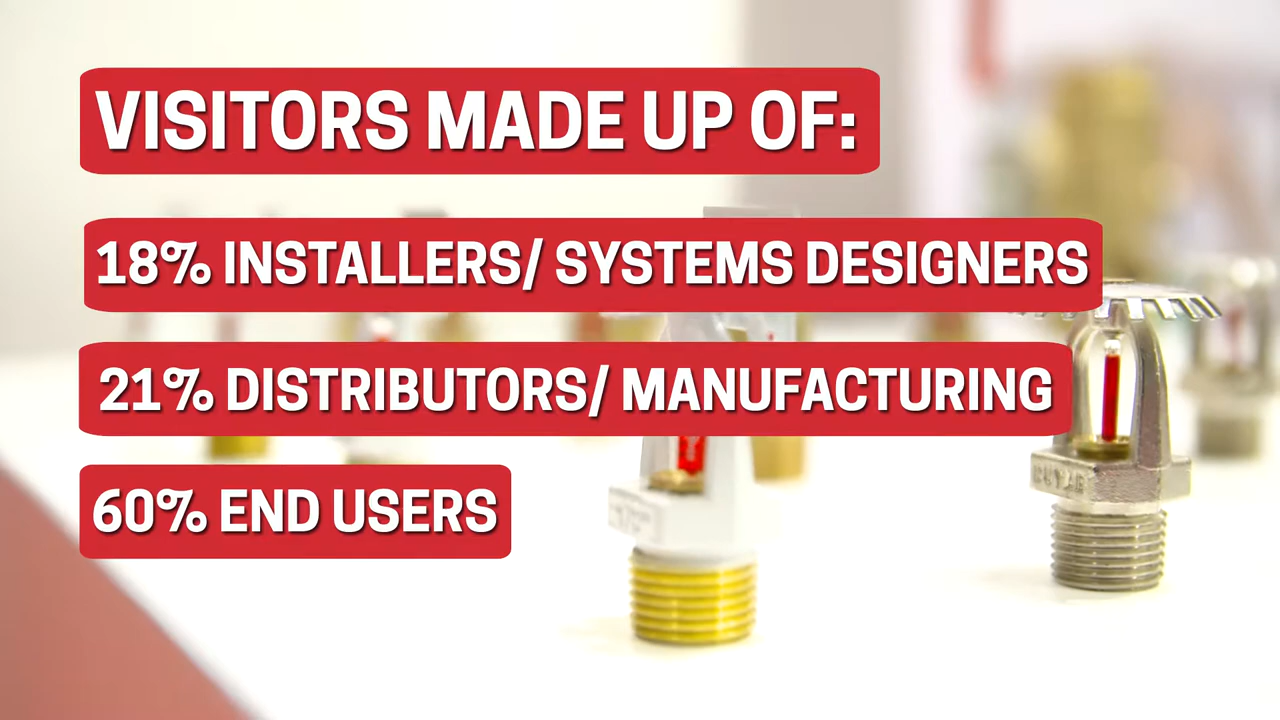 VISITORS MADE UP OF:
18% INSTALLERS/ SYSTEMS DESIGNERS
21% DISTRIBUTORS/ MANUFACTURING
60% END USERS